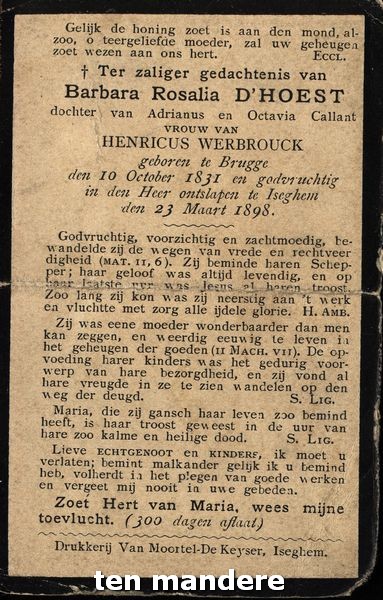 Gelijk de honing zoet is aan den mond, al-
zoo, o teergeliefde moeder, zal uw geheugen
zoet wezen aan ons hert. ECCL.
† Ter zaliger gedachtenis van
Barbara Rosalia D'HOEST
dochter van Adrianus en Octavia Callant
VROUW VAN
HENRICUS WERBROUCK
geboren te Brugge
den 10 October 1831 en godvruchtig
in den Heer ontslapen te Iseghem
den 23 Maart 1898.
Godvruchtig, voorzichtig en zachtmoedig, be-
wandelde zij de wegen van vrede en rechtveer
digheid (MAT. 11, 6). Zij beminde haren Schep-
per; haar geloof was altijd levendig, en op
haar laatste uur was Jesus al haren troost.
Zoo lang zij kon was zij neerstig aan 't werk
en vluchtte met zorg alle ijdele glorie. H. AMB.
Zij was eene moeder wonderbaarder dan men
kan zeggen, en weerdig eeuwig te leven in
het geheugen der goeden (II MACH. VII). De op-
voeding harer kinders was het gedurig voor-
werp van hare bezorgdheid, en zij vond al
hare vreugde in ze te zien wandelen op den
weg der deugd. S. LIG.
Maria, die zij gansch haar leven zoo bemind
heeft, is haar troost geweest in de uur van
hare zoo kalme en heilige dood. S. LIG.
Lieve ECHTGENOOT en KINDERS, ik moet u
verlaten; bemint malkander gelijk ik u bemind
heb, volherdt in het plegen van goede werken
en vergeet mij nooit in uwe gebeden.
Zoet Hert van Maria, wees mijne
toevlucht. (300 dagen aflaat)
Drukkerij Van Moortel-De Keyser, Iseghem.
ten mandere